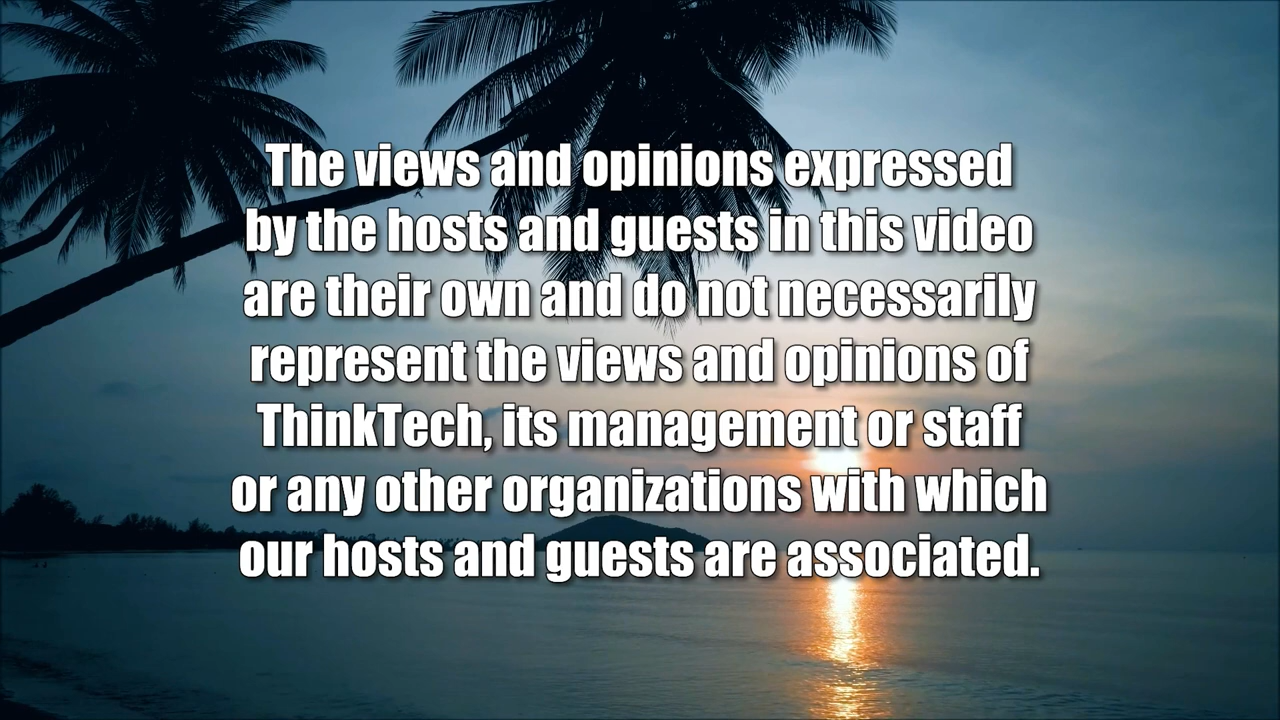 The views and opinions expressed
by the hosts and guests in this video
are their own and do not necessarily
represent the views and opinions of
ThinkTech, its management or staff
or any other organizations with which
our hosts and guests are associated.